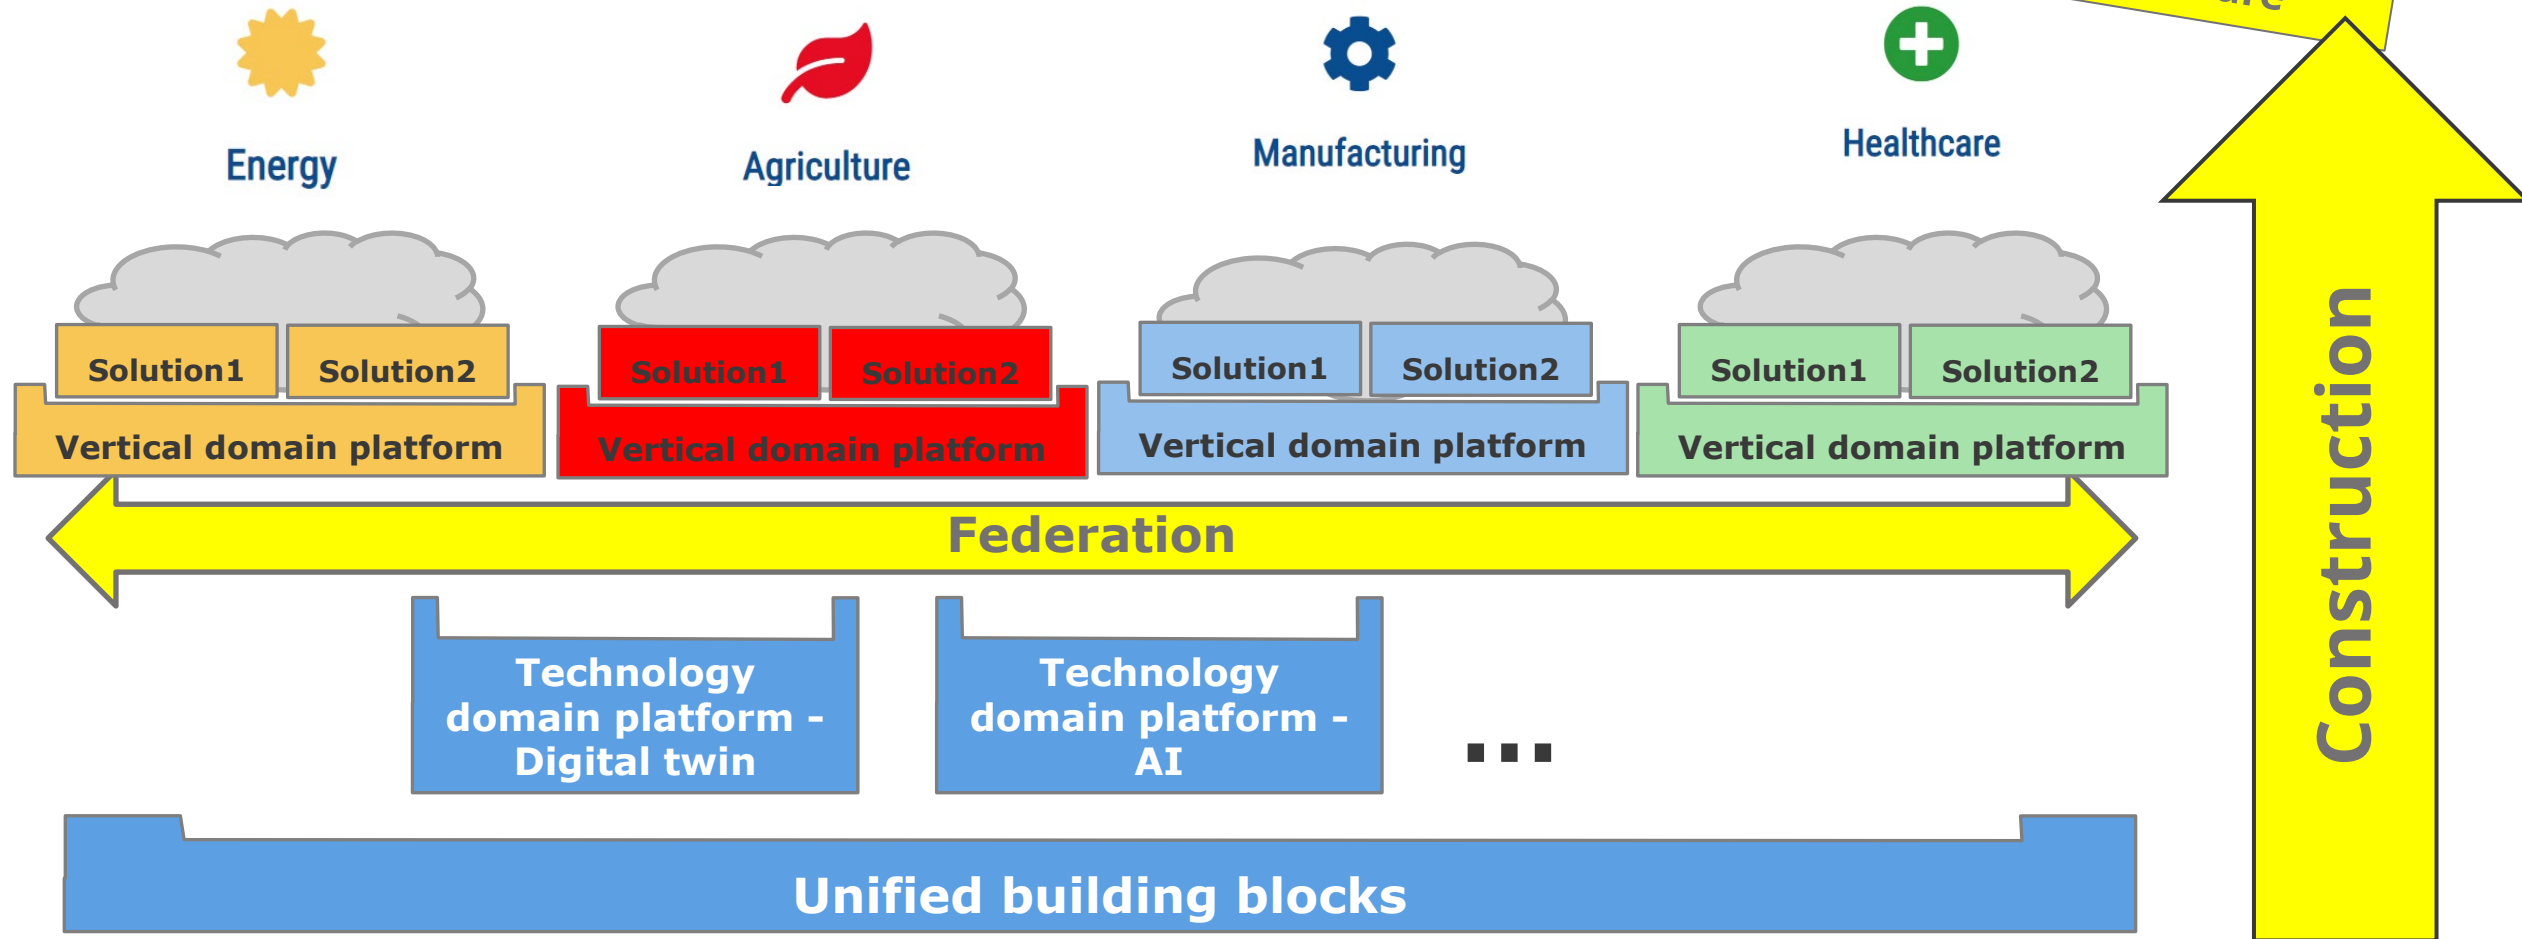 Energy
Agriculture
Manufacturing
Healthcare
Solution1
Solution2
Vertical domain platform
Solution1
Solution2
Vertical domain platform
Solution1
Solution2
Vertical domain platform
Solution1
Solution2
Vertical domain platform
Federation
Technology
domain platform -
Digital twin
Technology
domain platform -
AI
...
Unified building blocks
Construction